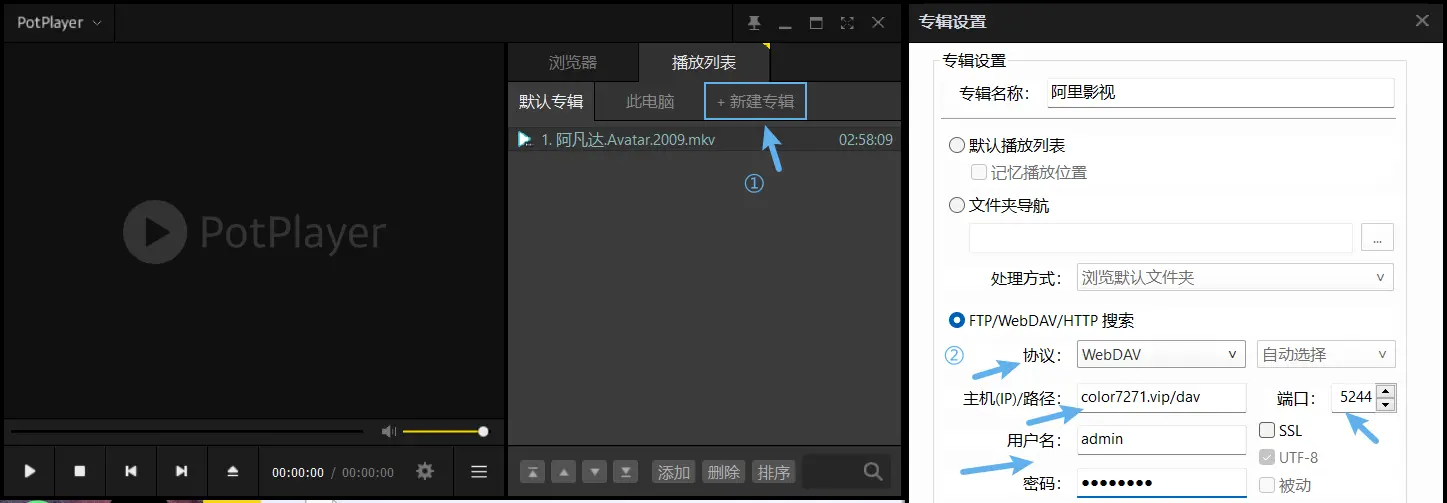 PotPlayer
浏览器
播放列表
默认专辑
此电脑
+ 新建专辑
1. 阿凡达.Avatar.2009.mkv
02:58:09
①
PotPlayer
00:00:00 / 00:00:00
添加
删除
排序
专辑设置
专辑设置
专辑名称: 阿里影视
默认播放列表
记忆播放位置
文件夹导航
...
处理方式: 浏览默认文件夹
FTP/WebDAV/HTTP 搜索
② 协议: WebDAV 自动选择
主机(IP)/路径: color7271.vip/dav 端口: 5244
用户名: admin SSL
UTF-8
密码: ●●●●●●●● 被动